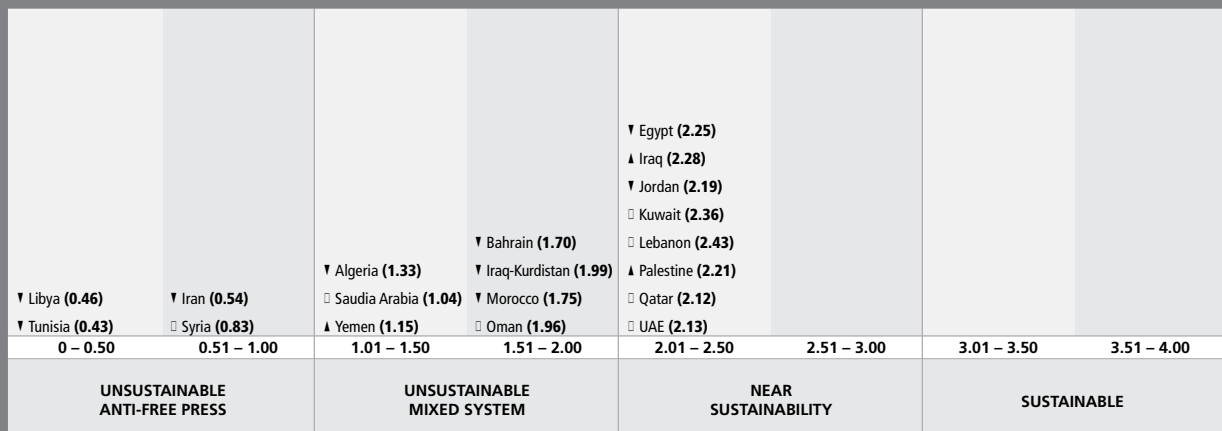 ▼ Libya (0.46)
▼ Tunisia (0.43)
0 – 0.50
▼ Iran (0.54)
▯ Syria (0.83)
0.51 – 1.00
UNSUSTAINABLE
ANTI-FREE PRESS
▼ Algeria (1.33)
▯ Saudia Arabia (1.04)
▲ Yemen (1.15)
1.01 – 1.50
▼ Bahrain (1.70)
▼ Iraq-Kurdistan (1.99)
▼ Morocco (1.75)
▯ Oman (1.96)
1.51 – 2.00
UNSUSTAINABLE
MIXED SYSTEM
▼ Egypt (2.25)
▲ Iraq (2.28)
▼ Jordan (2.19)
▯ Kuwait (2.36)
▯ Lebanon (2.43)
▲ Palestine (2.21)
▯ Qatar (2.12)
▯ UAE (2.13)
2.01 – 2.50
2.51 – 3.00
NEAR
SUSTAINABILITY
3.01 – 3.50
3.51 – 4.00
SUSTAINABLE